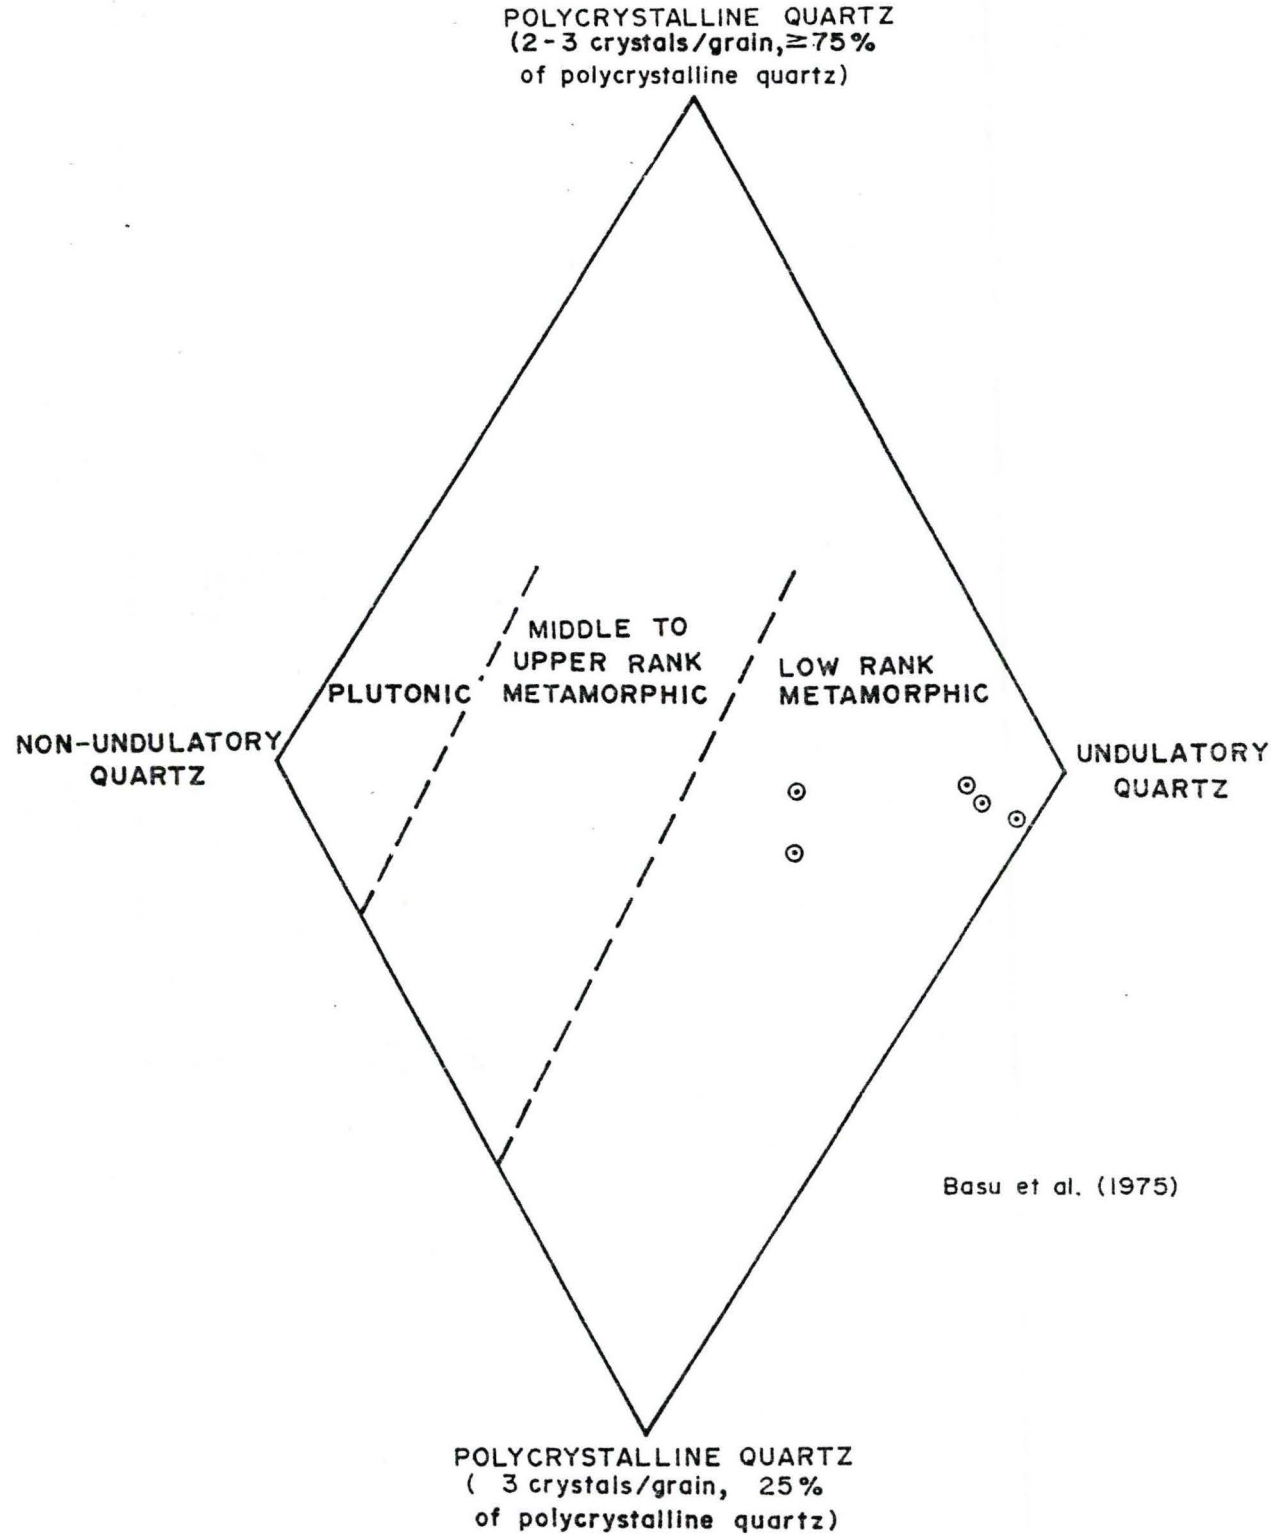 POLYCRYSTALLINE QUARTZ
(2-3 crystals/grain, ≥75%
of polycrystalline quartz)
MIDDLE TO
UPPER RANK
METAMORPHIC
PLUTONIC
LOW RANK
METAMORPHIC
NON-UNDULATORY
QUARTZ
UNDULATORY
QUARTZ
Basu et al. (1975)
POLYCRYSTALLINE QUARTZ
( 3 crystals/grain, 25%
of polycrystalline quartz)